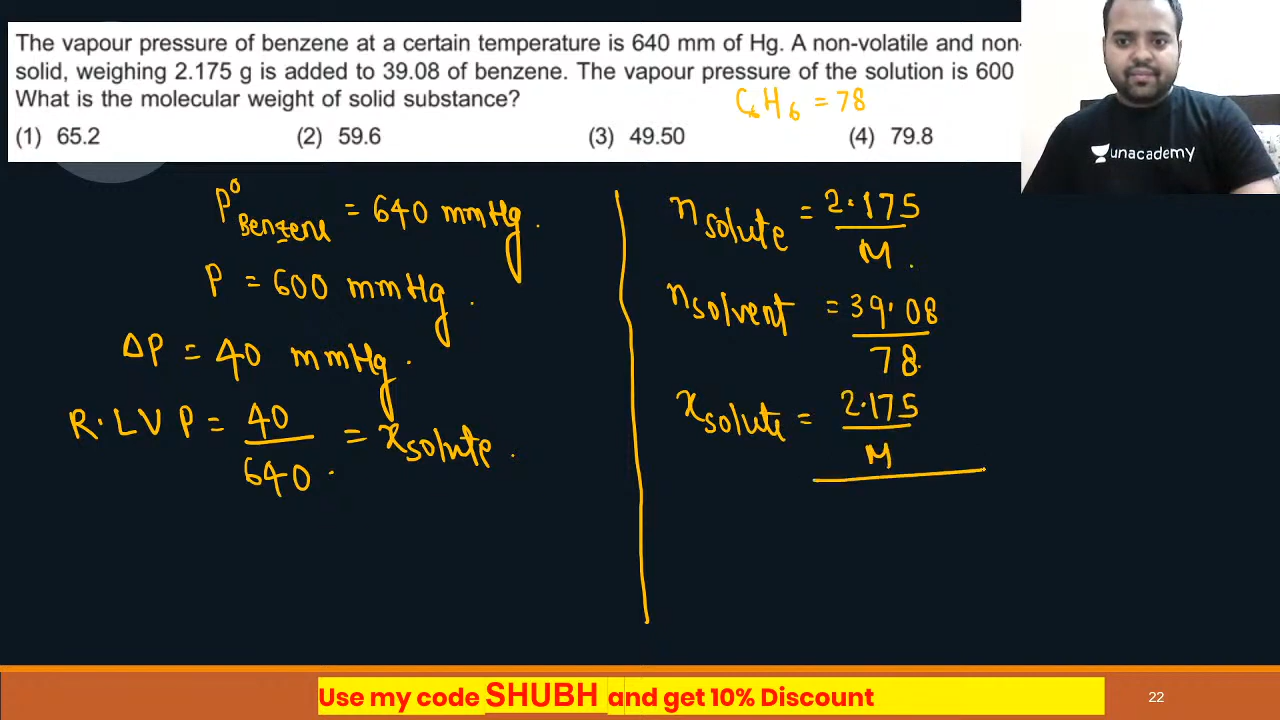 The vapour pressure of benzene at a certain temperature is 640 mm of Hg. A non-volatile and non-
solid, weighing 2.175 g is added to 39.08 of benzene. The vapour pressure of the solution is 600
What is the molecular weight of solid substance?
C6H6 = 78
(1) 65.2 (2) 59.6 (3) 49.50 (4) 79.8
unacademy
P°Benzene = 640 mmHg.
P = 600 mmHg.
ΔP = 40 mmHg.
R.LVP = 40/640. = xsolute.
nsolute = 2.175/M.
nsolvent = 39.08/78.
xsolute = 2.175/M
Use my code SHUBH and get 10% Discount
22